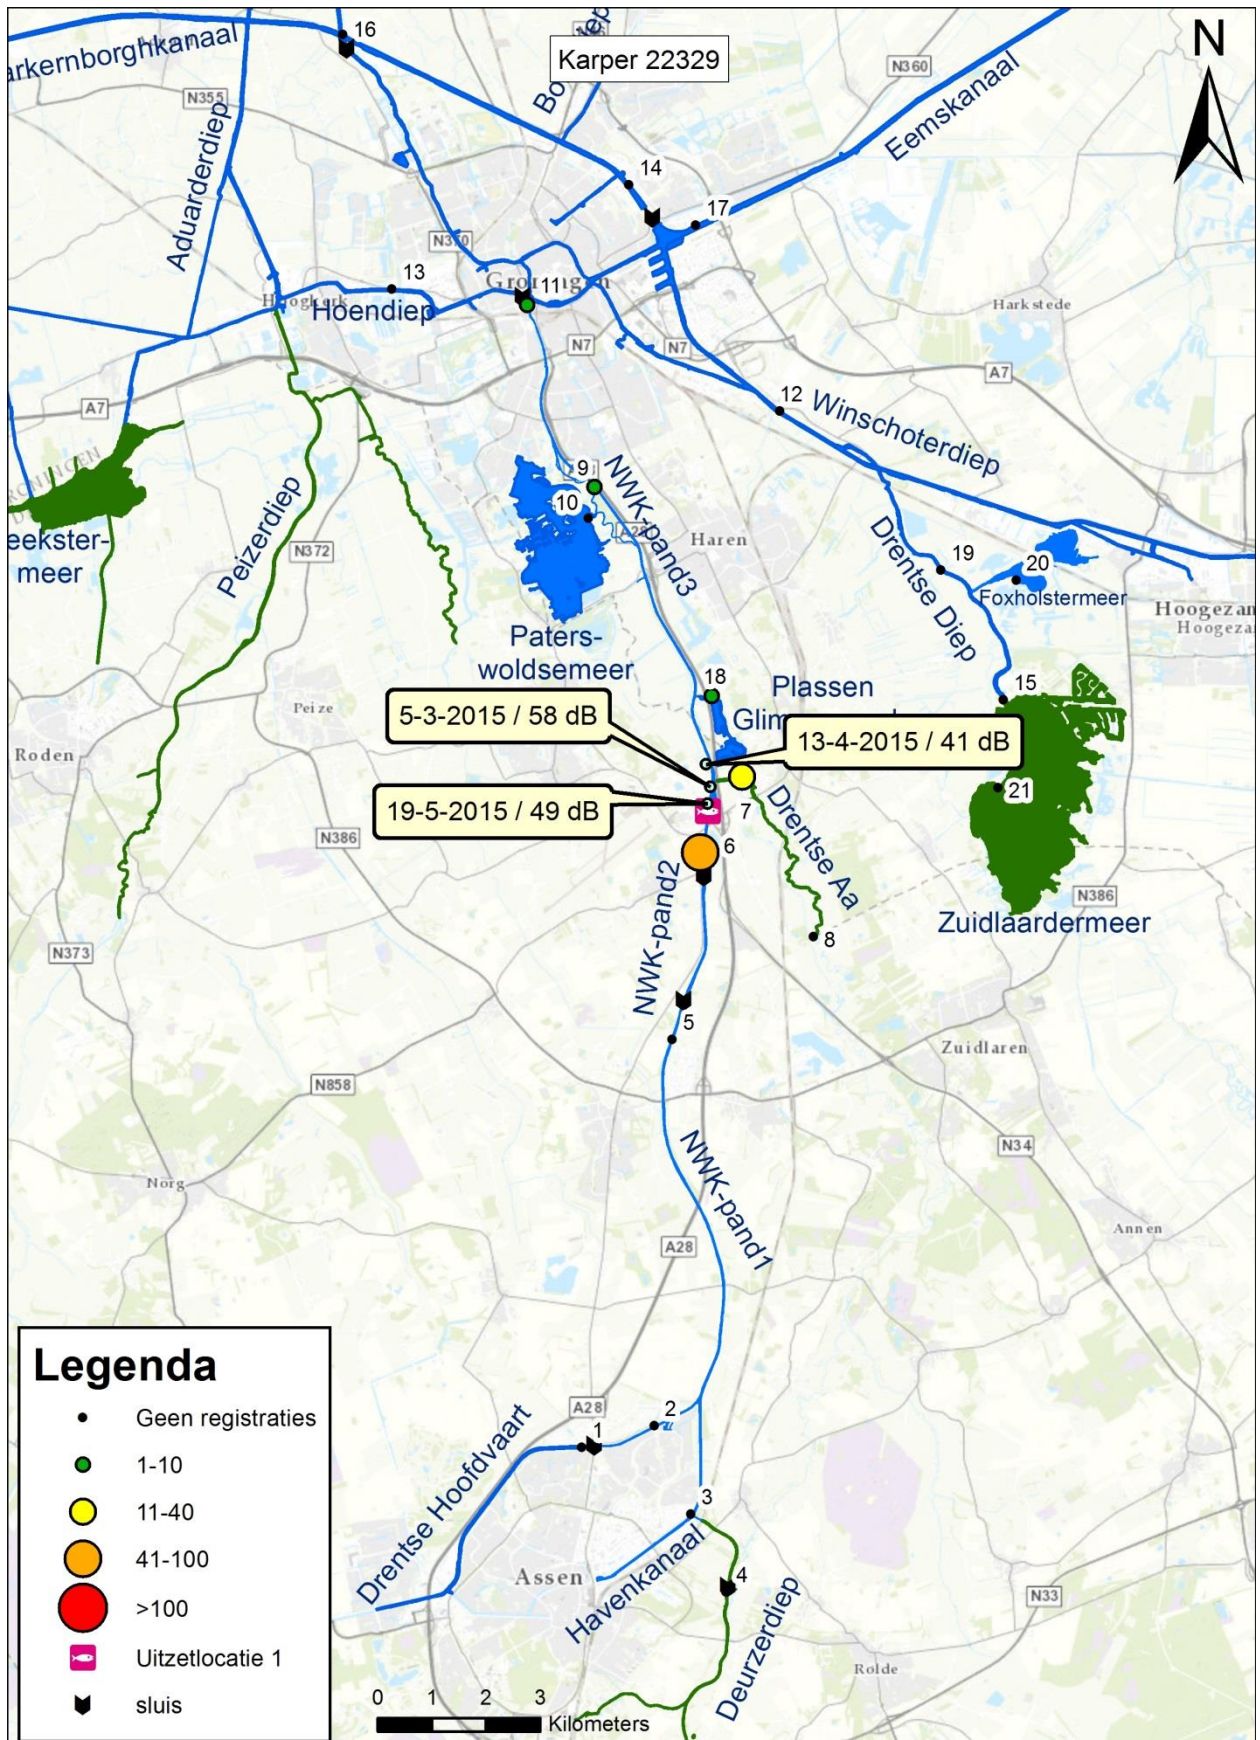 Karper 22329
N
16
arkernborghkanaal
N355
Aduarderdiep
N360
Eemskanaal
14
17
N370
Groningen
11
13
Hoogkerk
Hoendiep
Harkstede
N7
N7
A7
A7
12
Winschoterdiep
9
10
NWK-pand3
A28
Haren
Peizerdiep
N372
eekster-
meer
Drentse Diep
19
20
Foxholstermeer
Hoogezan
Hoogezan
Paters-
woldsemeer
18
Plassen
15
Peize
Roden
5-3-2015 / 58 dB
13-4-2015 / 41 dB
19-5-2015 / 49 dB
21
7
Drentse Aa
N386
6
NWK-pand2
N386
Zuidlaardermeer
8
N373
5
Zuidlaren
N858
NWK-pand1
N34
Norg
Annen
A28
Legenda
Geen registraties
1-10
11-40
41-100
>100
Uitzetlocatie 1
sluis
A28
2
1
Drentse Hoofdvaart
3
Assen
Havenkanaal
4
Deurzerdiep
N33
Rolde
0 1 2 3
Kilometers